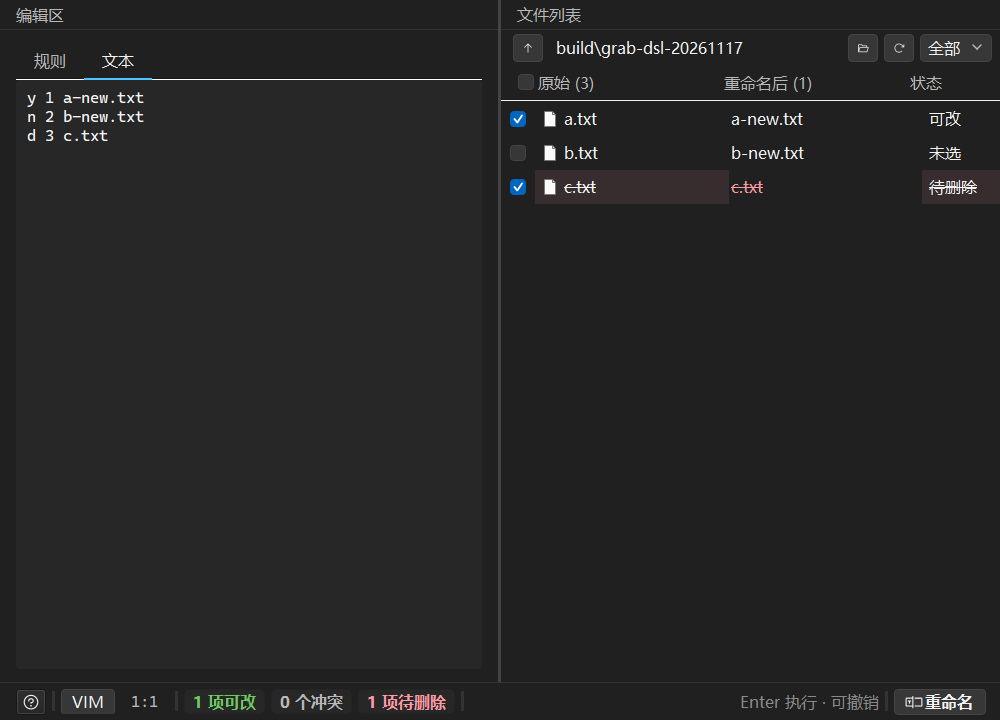 编辑区
规则 文本
y 1 a-new.txt
n 2 b-new.txt
d 3 c.txt
文件列表
build\grab-dsl-20261117 全部
原始 (3) 重命名后 (1) 状态
a.txt a-new.txt 可改
b.txt b-new.txt 未选
c.txt c.txt 待删除
VIM 1:1 1 项可改 0 个冲突 1 项待删除 Enter 执行 · 可撤销 重命名